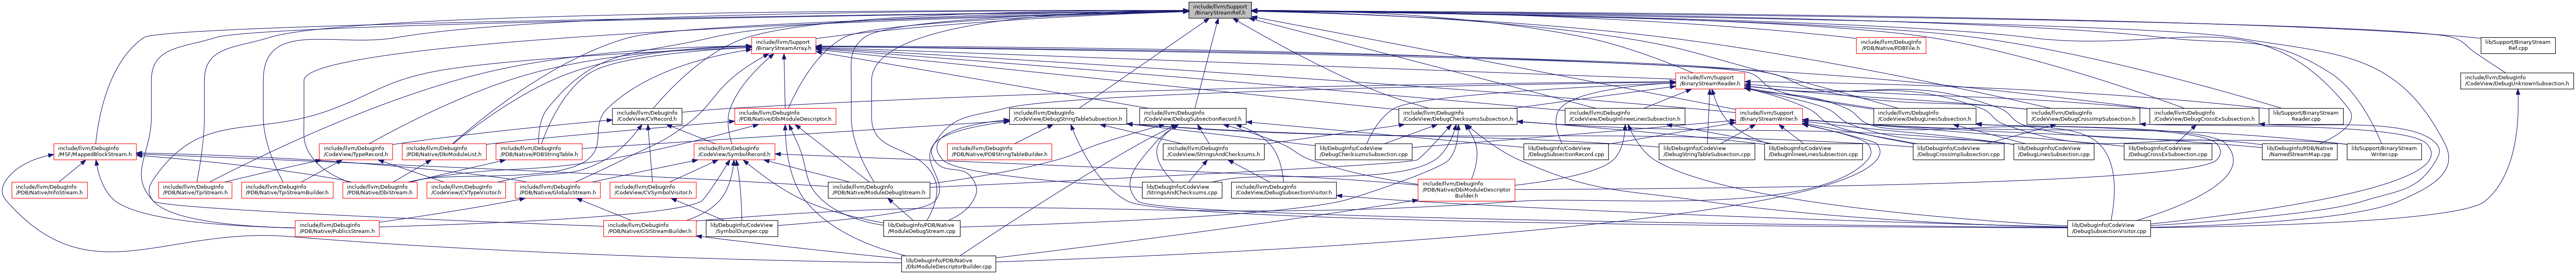 include/llvm/Support
/BinaryStreamRef.h
include/llvm/Support
/BinaryStreamArray.h
include/llvm/DebugInfo
/PDB/Native/PDBFile.h
lib/Support/BinaryStream
Ref.cpp
include/llvm/Support
/BinaryStreamReader.h
include/llvm/DebugInfo
/CodeView/DebugUnknownSubsection.h
include/llvm/DebugInfo
/CodeView/CVRecord.h
include/llvm/DebugInfo
/PDB/Native/DbiModuleDescriptor.h
include/llvm/DebugInfo
/CodeView/DebugStringTableSubsection.h
include/llvm/DebugInfo
/CodeView/DebugSubsectionRecord.h
include/llvm/DebugInfo
/CodeView/DebugChecksumsSubsection.h
include/llvm/DebugInfo
/CodeView/DebugInlineeLinesSubsection.h
include/llvm/Support
/BinaryStreamWriter.h
include/llvm/DebugInfo
/CodeView/DebugLinesSubsection.h
include/llvm/DebugInfo
/CodeView/DebugCrossImpSubsection.h
include/llvm/DebugInfo
/CodeView/DebugCrossExSubsection.h
lib/Support/BinaryStream
Reader.cpp
include/llvm/DebugInfo
/MSF/MappedBlockStream.h
include/llvm/DebugInfo
/CodeView/TypeRecord.h
include/llvm/DebugInfo
/PDB/Native/DbiModuleList.h
include/llvm/DebugInfo
/PDB/Native/PDBStringTable.h
include/llvm/DebugInfo
/CodeView/SymbolRecord.h
include/llvm/DebugInfo
/PDB/Native/PDBStringTableBuilder.h
include/llvm/DebugInfo
/CodeView/StringsAndChecksums.h
lib/DebugInfo/CodeView
/DebugChecksumsSubsection.cpp
lib/DebugInfo/CodeView
/DebugSubsectionRecord.cpp
lib/DebugInfo/CodeView
/DebugStringTableSubsection.cpp
lib/DebugInfo/CodeView
/DebugInlineeLinesSubsection.cpp
lib/DebugInfo/CodeView
/DebugCrossImpSubsection.cpp
lib/DebugInfo/CodeView
/DebugLinesSubsection.cpp
lib/DebugInfo/CodeView
/DebugCrossExSubsection.cpp
lib/DebugInfo/PDB/Native
/NamedStreamMap.cpp
lib/Support/BinaryStream
Writer.cpp
include/llvm/DebugInfo
/PDB/Native/InfoStream.h
include/llvm/DebugInfo
/PDB/Native/TpiStream.h
include/llvm/DebugInfo
/PDB/Native/TpiStreamBuilder.h
include/llvm/DebugInfo
/PDB/Native/DbiStream.h
include/llvm/DebugInfo
/CodeView/CVTypeVisitor.h
include/llvm/DebugInfo
/PDB/Native/GlobalsStream.h
include/llvm/DebugInfo
/CodeView/CVSymbolVisitor.h
include/llvm/DebugInfo
/PDB/Native/ModuleDebugStream.h
lib/DebugInfo/CodeView
/StringsAndChecksums.cpp
include/llvm/DebugInfo
/CodeView/DebugSubsectionVisitor.h
include/llvm/DebugInfo
/PDB/Native/DbiModuleDescriptor
Builder.h
include/llvm/DebugInfo
/PDB/Native/PublicsStream.h
include/llvm/DebugInfo
/PDB/Native/GSIStreamBuilder.h
lib/DebugInfo/CodeView
/SymbolDumper.cpp
lib/DebugInfo/PDB/Native
/ModuleDebugStream.cpp
lib/DebugInfo/CodeView
/DebugSubsectionVisitor.cpp
lib/DebugInfo/PDB/Native
/DbiModuleDescriptorBuilder.cpp